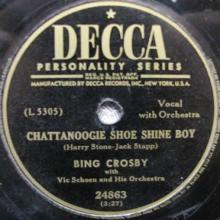 DECCA
PERSONALITY SERIES
REG. U. S. PAT. OFF.
MANUFACTURED BY DECCA RECORDS, INC., NEW YORK, U.S.A.
(L 5305)
Vocal
with Orchestra
CHATTANOOGIE SHOE SHINE BOY
(Harry Stone-Jack Stapp)
BING CROSBY
with
Vic Schoen and His Orchestra
24863
(3:27)